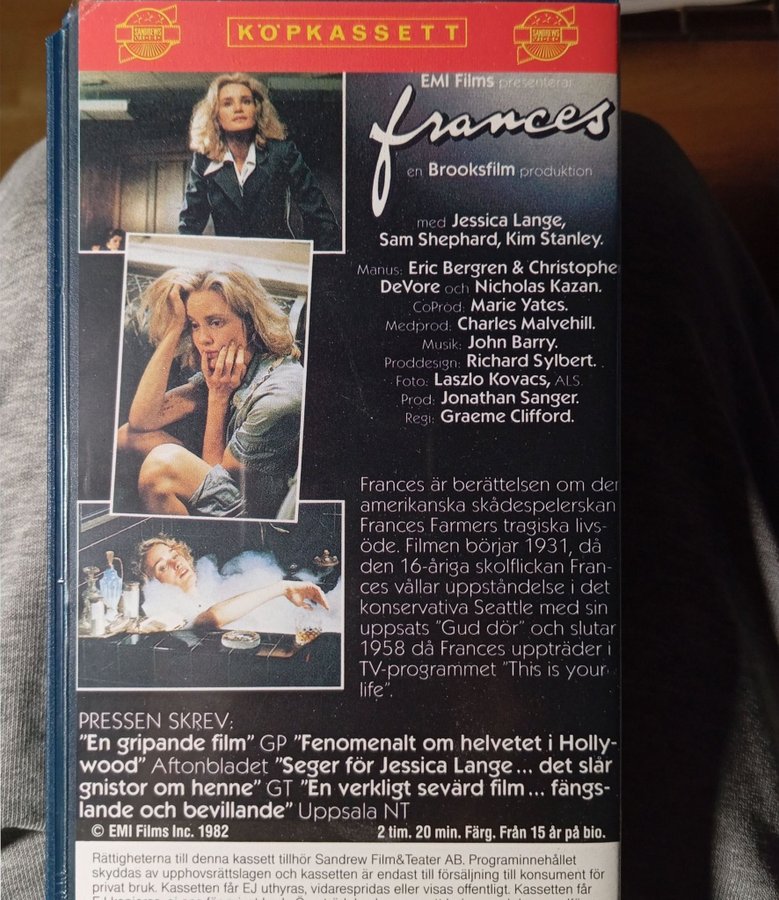 SANDREWS VIDEO
KÖPKASSETT
SANDREWS VIDEO
EMI Films presenterar
frances
en Brooksfilm produktion
med Jessica Lange,
Sam Shephard, Kim Stanley.
Manus: Eric Bergren & Christophe
DeVore och Nicholas Kazan.
CoProd: Marie Yates.
Medprod: Charles Malvehill.
Musik: John Barry.
Proddesign: Richard Sylbert.
Foto: Laszlo Kovacs, ALS.
Prod: Jonathan Sanger.
Regi: Graeme Clifford.
Frances är berättelsen om den
amerikanska skådespelerskan
Frances Farmers tragiska livs-
öde. Filmen börjar 1931, då
den 16-åriga skolflickan Fran-
ces vållar uppståndelse i det
konservativa Seattle med sin
uppsats "Gud dör" och slutar
1958 då Frances uppträder i
TV-programmet "This is your
life".
PRESSEN SKREV:
"En gripande film" GP "Fenomenalt om helvetet i Holly-
wood" Aftonbladet "Seger för Jessica Lange... det slår
gnistor om henne" GT "En verkligt sevärd film... fängs-
lande och bevillande" Uppsala NT
© EMI Films Inc. 1982 2 tim. 20 min. Färg. Från 15 år på bio.
Rättigheterna till denna kassett tillhör Sandrew Film&Teater AB. Programinnehållet
skyddas av upphovsrättslagen och kassetten är endast till försäljning till konsument för
privat bruk. Kassetten får EJ uthyras, vidarespridas eller visas offentligt. Kassetten får